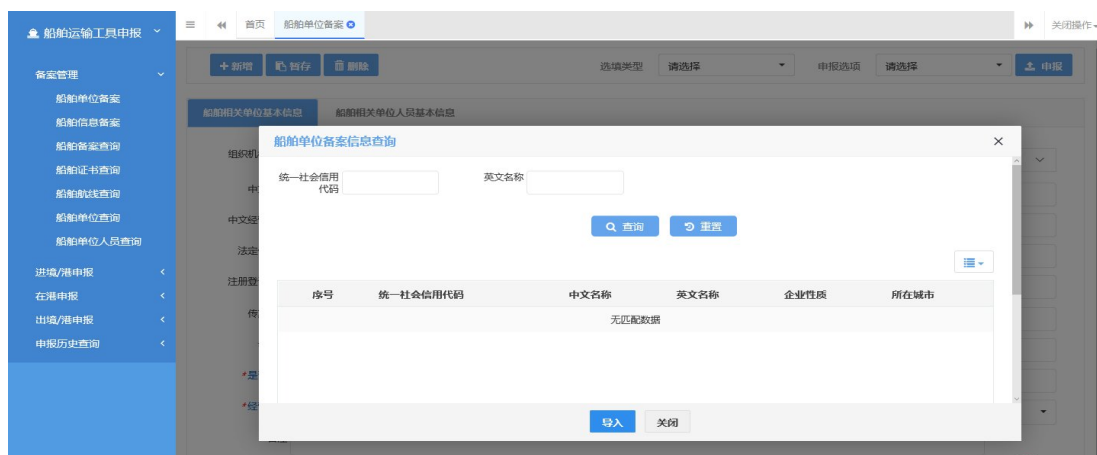 船舶运输工具申报
首页
船舶单位备案
关闭操作
备案管理
船舶单位备案
船舶信息备案
船舶备案查询
船舶证书查询
船舶航线查询
船舶单位查询
船舶单位人员查询
进境/港申报
在港申报
出境/港申报
申报历史查询
新增 暂存 删除
选填类型 请选择 申报选项 请选择 申报
船舶相关单位基本信息 船舶相关单位人员基本信息
组织机
中
中文经
法定
注册登
传
*是
*经
船舶单位备案信息查询
统一社会信用
代码
英文名称
查询 重置
序号 统一社会信用代码 中文名称 英文名称 企业性质 所在城市
无匹配数据
导入 关闭